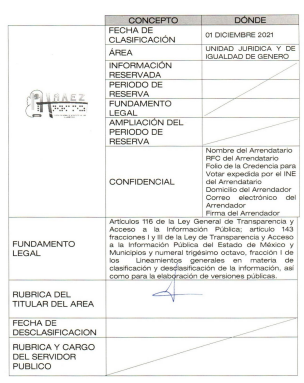 CONCEPTO DÓNDE
FECHA DE
CLASIFICACIÓN
01 DICIEMBRE 2021
ÁREA
UNIDAD JURIDICA Y DE
IGUALDAD DE GENERO
INFORMACIÓN
RESERVADA
PERIODO DE
RESERVA
FUNDAMENTO
LEGAL
AMPLIACIÓN DEL
PERIODO DE
RESERVA
CONFIDENCIAL
Nombre del Arrendatario
RFC del Arrendatario
Folio de la Credencia para
Votar expedida por el INE
del Arrendatario
Domicilio del Arrendador
Correo electrónico del
Arrendador
Firma del Arrendador
FUNDAMENTO
LEGAL
Artículos 116 de la Ley General de Transparencia y
Acceso a la Información Pública; artículo 143
fracciones I y III de la Ley de Transparencia y Acceso
a la Información Pública del Estado de México y
Municipios y numeral trigésimo octavo, fracción I de
los Lineamientos generales en materia de
clasificación y desclasificación de la información, así
como para la elaboración de versiones públicas.
RUBRICA DEL
TITULAR DEL AREA
FECHA DE
DESCLASIFICACION
RUBRICA Y CARGO
DEL SERVIDOR
PUBLICO